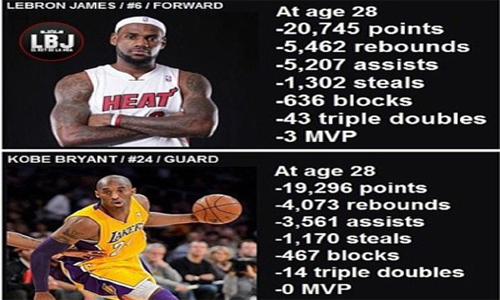 LEBRON JAMES / #6 / FORWARD
LBJ
At age 28
-20,745 points
-5,462 rebounds
-5,207 assists
-1,302 steals
-636 blocks
-43 triple doubles
-3 MVP
HEAT
KOBE BRYANT / #24 / GUARD
At age 28
-19,296 points
-4,073 rebounds
-3,561 assists
-1,170 steals
-467 blocks
-14 triple doubles
-0 MVP